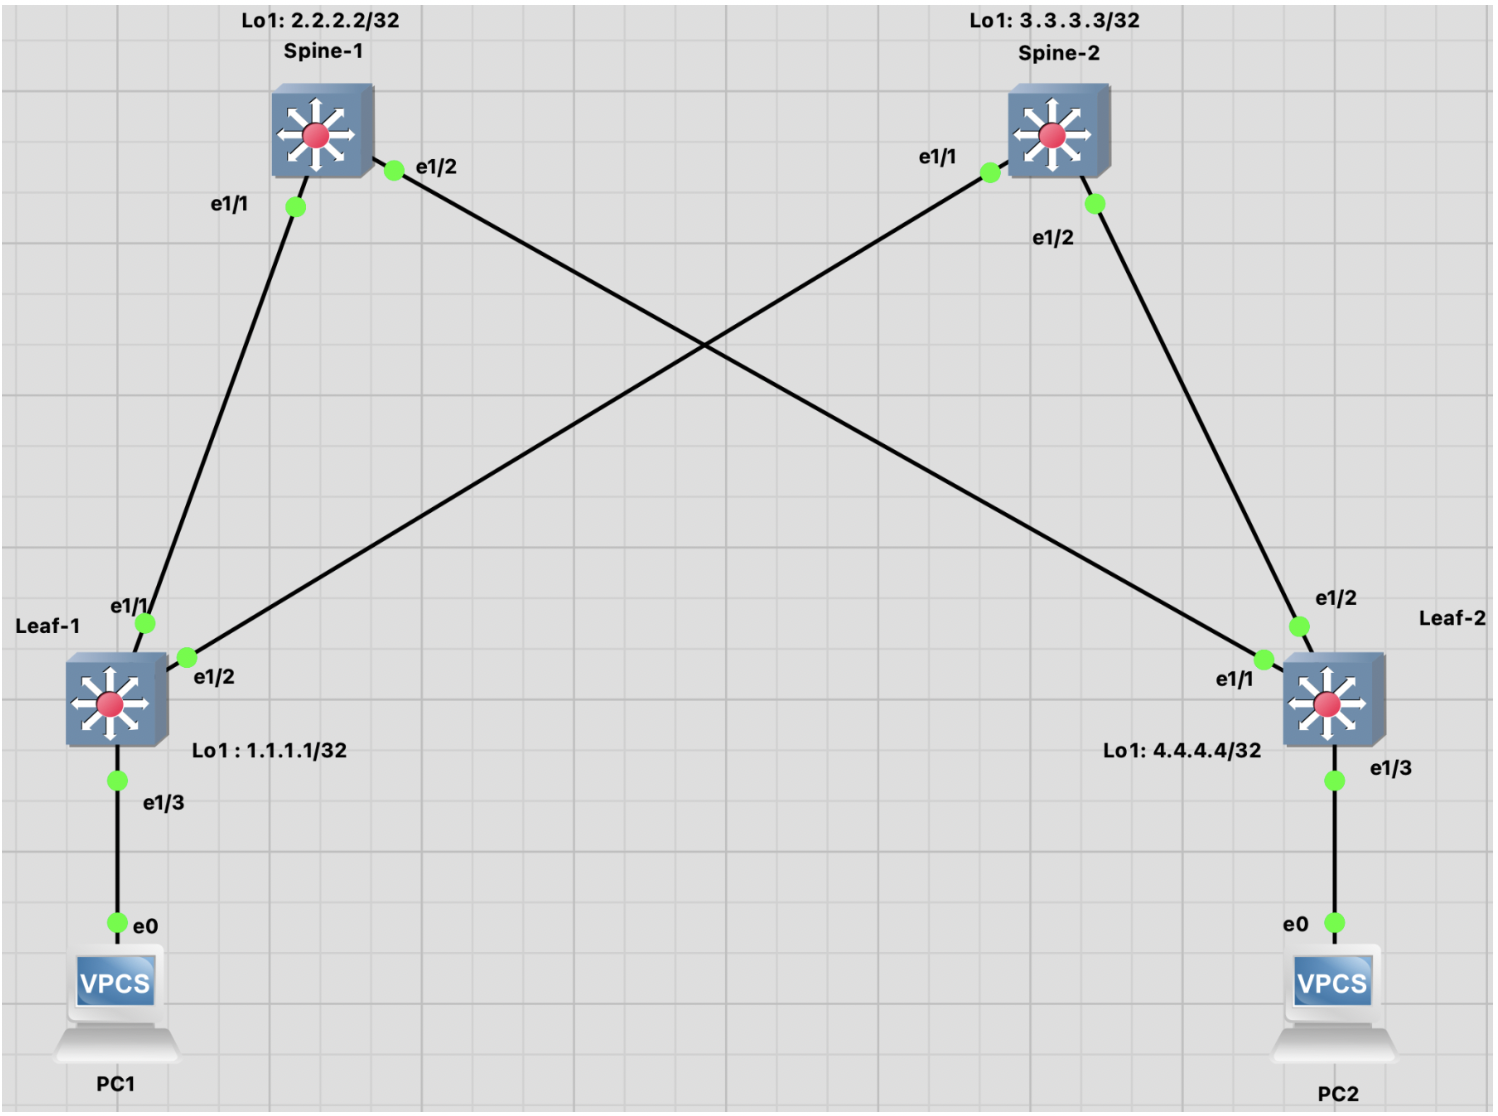 Lo1: 2.2.2.2/32
Spine-1
Lo1: 3.3.3.3/32
Spine-2
e1/1
e1/2
e1/1
e1/2
e1/1
Leaf-1
e1/2
Lo1 : 1.1.1.1/32
e1/3
e1/2
Leaf-2
e1/1
Lo1: 4.4.4.4/32
e1/3
e0
VPCS
PC1
e0
VPCS
PC2